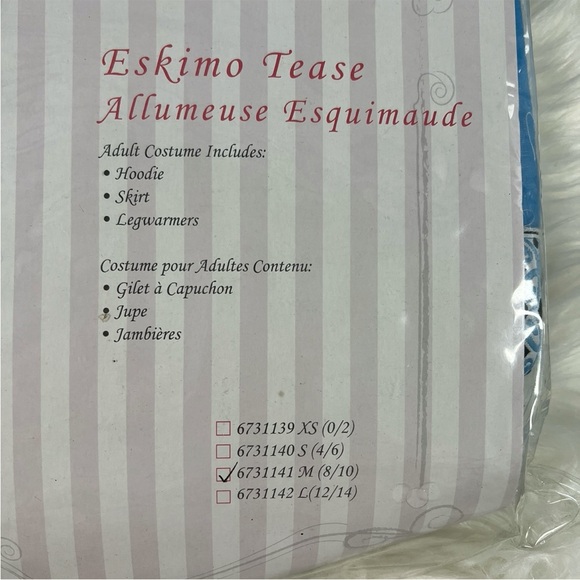 Eskimo Tease
Allumeuse Esquimaude
Adult Costume Includes:
• Hoodie
• Skirt
• Legwarmers
Costume pour Adultes Contenu:
• Gilet à Capuchon
• Jupe
• Jambières
6731139 XS (0/2)
6731140 S (4/6)
6731141 M (8/10)
6731142 L(12/14)